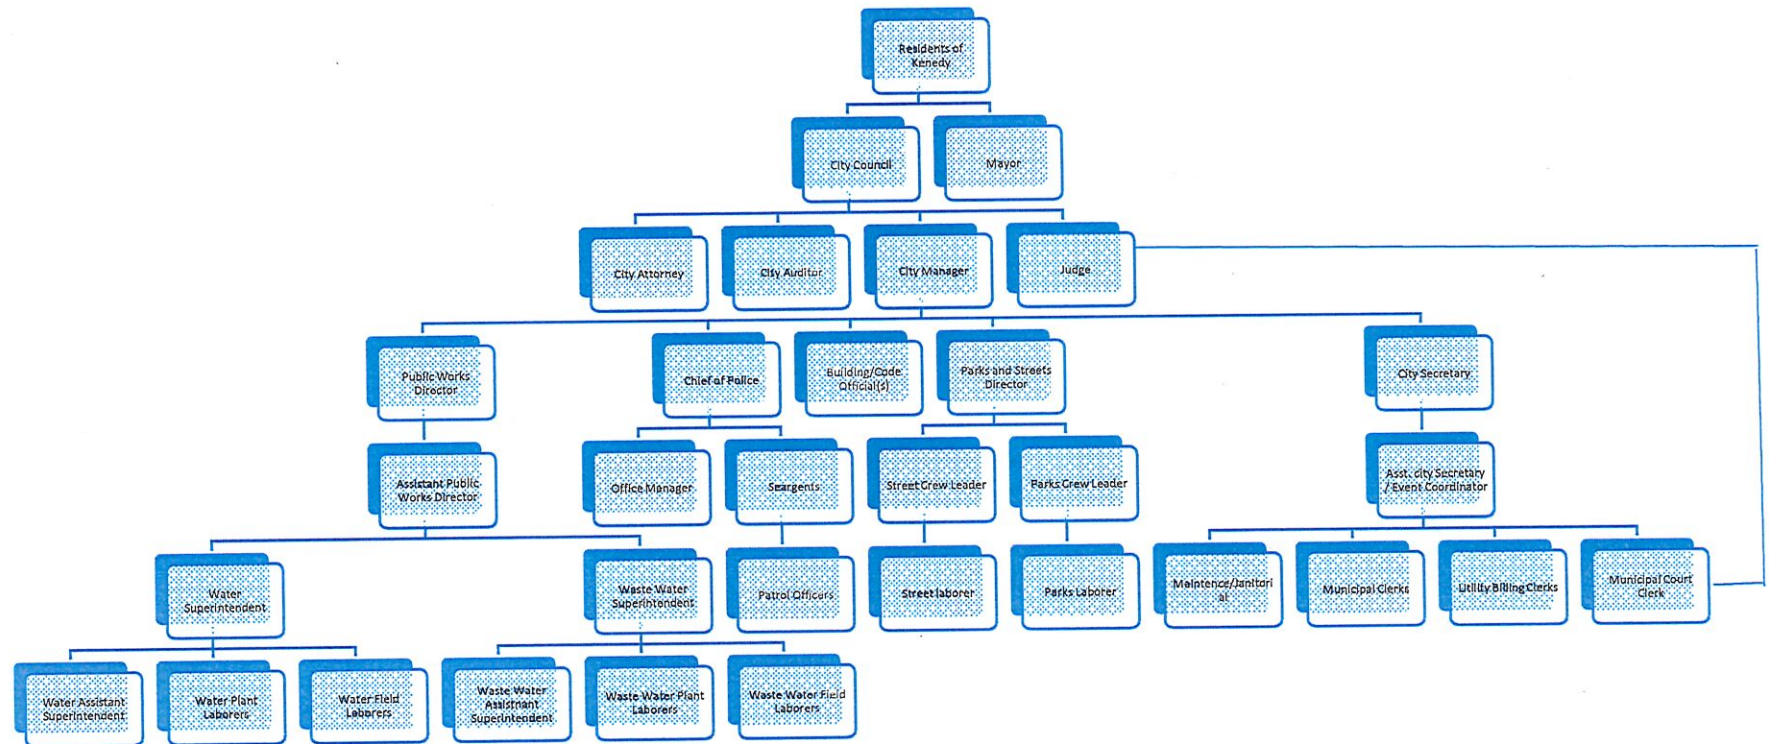 Residents of
Kenedy
City Council
Mayor
City Attorney
City Auditor
City Manager
Judge
Public Works
Director
Chief of Police
Building/Code
Official(s)
Parks and Streets
Director
City Secretary
Assistant Public
Works Director
Office Manager
Seargents
Street Crew Leader
Parks Crew Leader
Asst. city Secretary
/ Event Coordinator
Water
Superintendent
Waste Water
Superintendent
Patrol Officers
Street laborer
Parks Laborer
Maintence/Janitori
al
Municipal Clerks
Utility Billing Clerks
Municipal Court
Clerk
Water Assistant
Superintendent
Water Plant
Laborers
Water Field
Laborers
Waste Water
Assistnant
Superintendent
Waste Water Plant
Laborers
Waste Water Field
Laborers